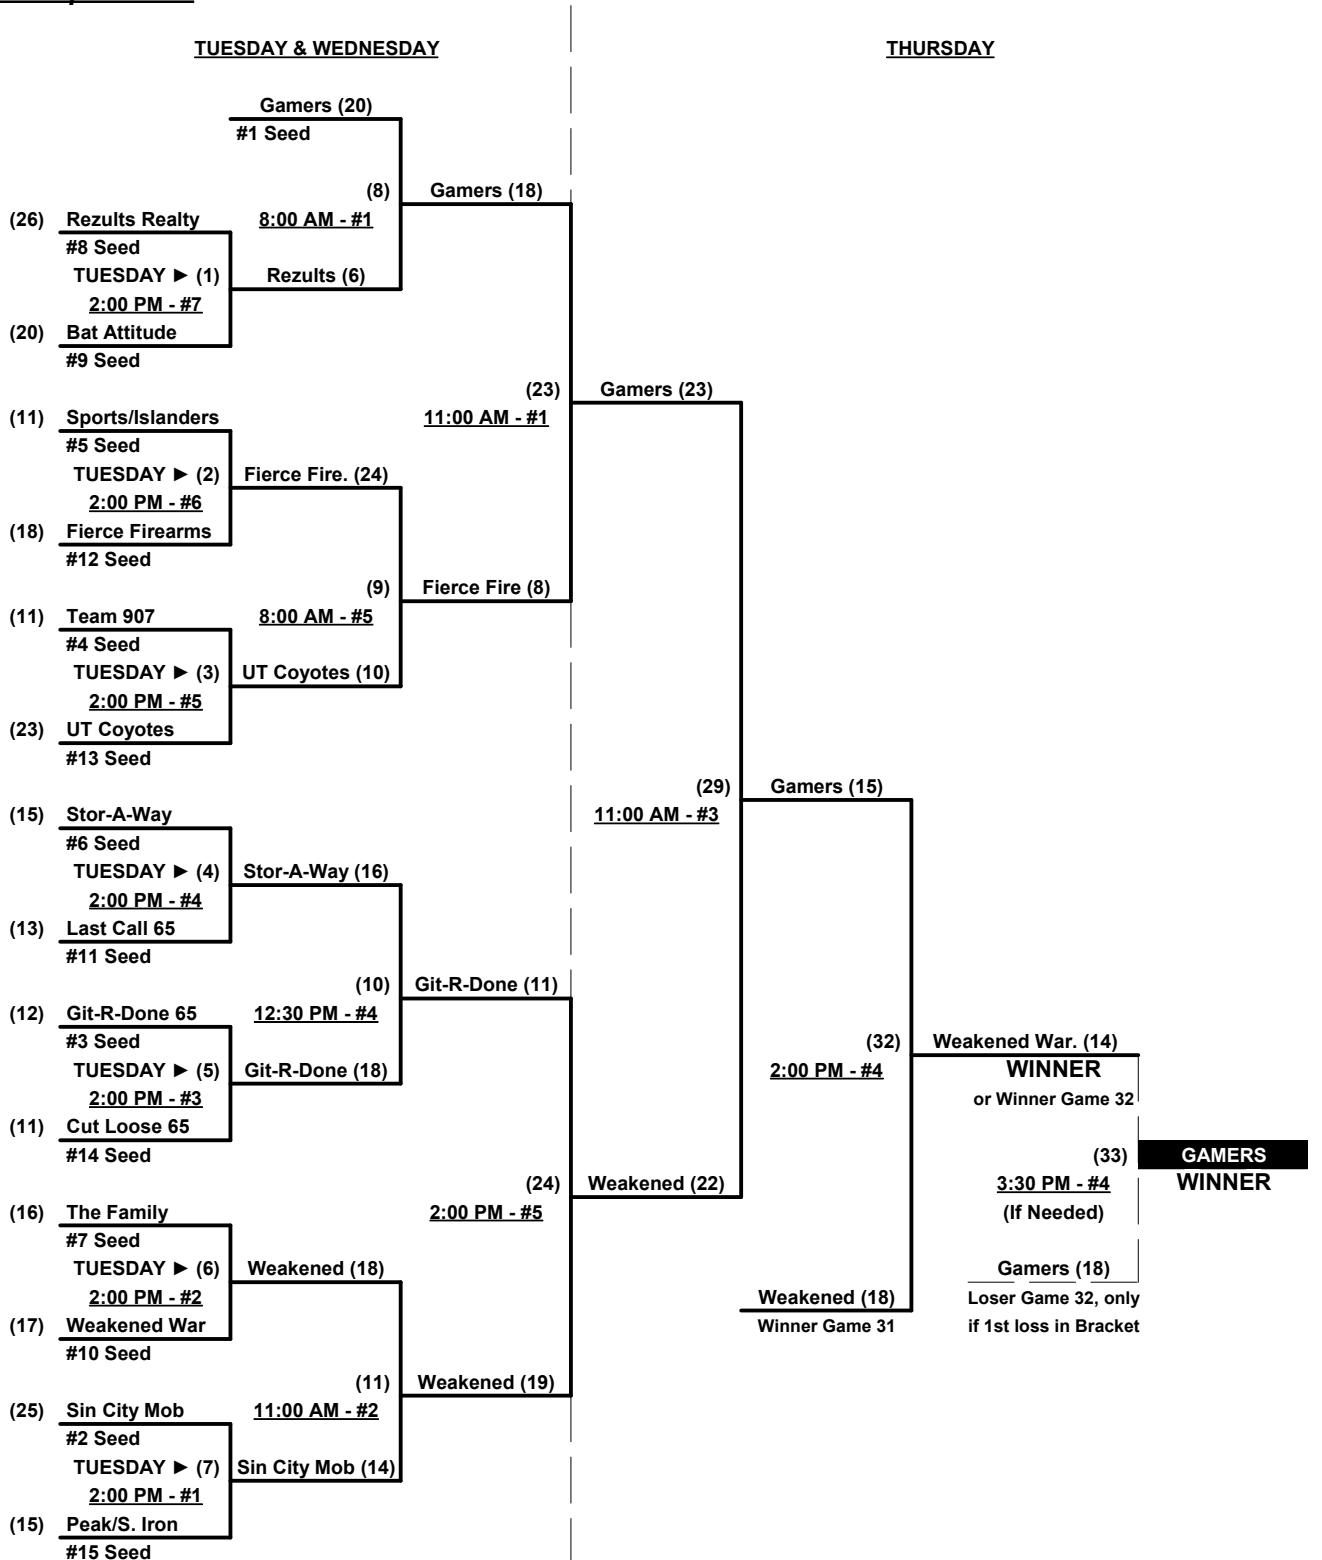 TUESDAY & WEDNESDAY
THURSDAY
Gamers (20)
#1 Seed
(8) Gamers (18)
(26) Rezults Realty 8:00 AM - #1
#8 Seed
TUESDAY ► (1) Rezults (6)
2:00 PM - #7
(20) Bat Attitude
#9 Seed
(23) Gamers (23)
(11) Sports/Islanders 11:00 AM - #1
#5 Seed
TUESDAY ► (2) Fierce Fire. (24)
2:00 PM - #6
(18) Fierce Firearms
#12 Seed
(9) Fierce Fire (8)
(11) Team 907 8:00 AM - #5
#4 Seed
TUESDAY ► (3) UT Coyotes (10)
2:00 PM - #5
(23) UT Coyotes
#13 Seed
(29) Gamers (15)
(15) Stor-A-Way 11:00 AM - #3
#6 Seed
TUESDAY ► (4) Stor-A-Way (16)
2:00 PM - #4
(13) Last Call 65
#11 Seed
(10) Git-R-Done (11)
(12) Git-R-Done 65 12:30 PM - #4
#3 Seed (32) Weakened War. (14)
TUESDAY ► (5) Git-R-Done (18) 2:00 PM - #4 WINNER
2:00 PM - #3 or Winner Game 32
(11) Cut Loose 65
#14 Seed (33) GAMERS
(24) Weakened (22) 3:30 PM - #4 WINNER
(16) The Family 2:00 PM - #5 (If Needed)
#7 Seed
TUESDAY ► (6) Weakened (18) Gamers (18)
2:00 PM - #2 Weakened (18) Loser Game 32, only
(17) Weakened War Winner Game 31 if 1st loss in Bracket
#10 Seed
(11) Weakened (19)
(25) Sin City Mob 11:00 AM - #2
#2 Seed
TUESDAY ► (7) Sin City Mob (14)
2:00 PM - #1
(15) Peak/S. Iron
#15 Seed